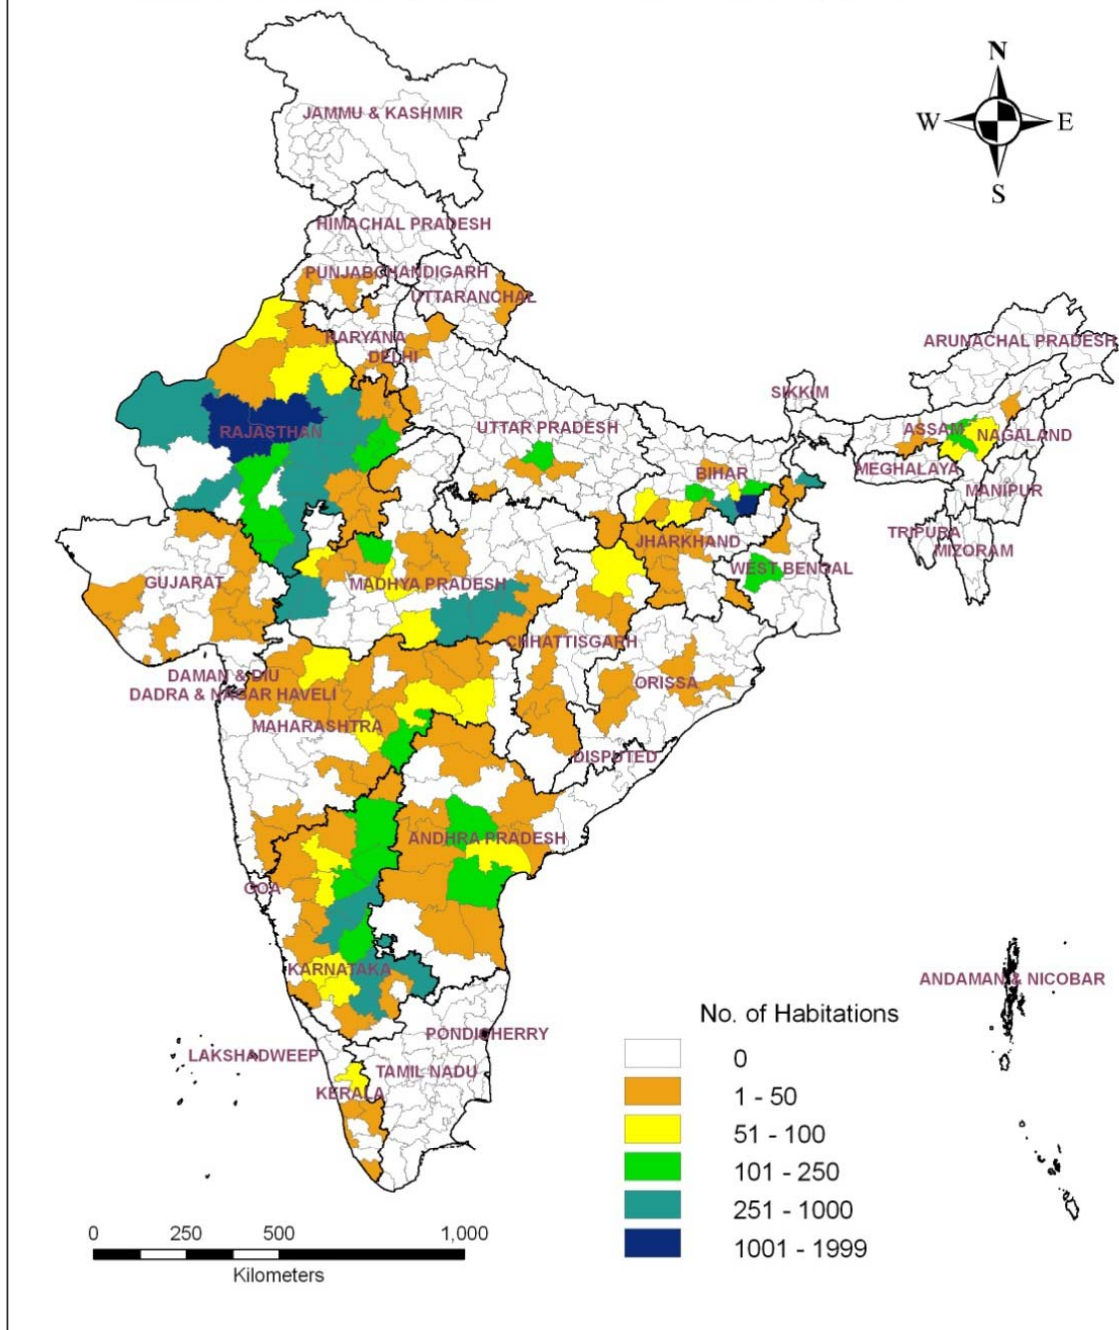 N
W E
S
JAMMU & KASHMIR
HIMACHAL PRADESH
PUNJABCHANDIGARH
UTTARANCHAL
HARYANA
DELHI
ARUNACHAL PRADESH
SIKKIM
RAJASTHAN
UTTAR PRADESH
ASSAM
NAGALAND
BIHAR
MEGHALAYA
MANIPUR
TRIPURA
MIZORAM
JHARKHAND
WEST BENGAL
GUJARAT
MADHYA PRADESH
CHHATTISGARH
DAMAN & DIU
DADRA & NAGAR HAVELI
ORISSA
MAHARASHTRA
DISPUTED
ANDHRA PRADESH
GOA
KARNATAKA
ANDAMAN & NICOBAR
PONDICHERRY
LAKSHADWEEP
TAMIL NADU
KERALA
No. of Habitations
0
1 - 50
51 - 100
101 - 250
251 - 1000
1001 - 1999
0 250 500 1,000
Kilometers